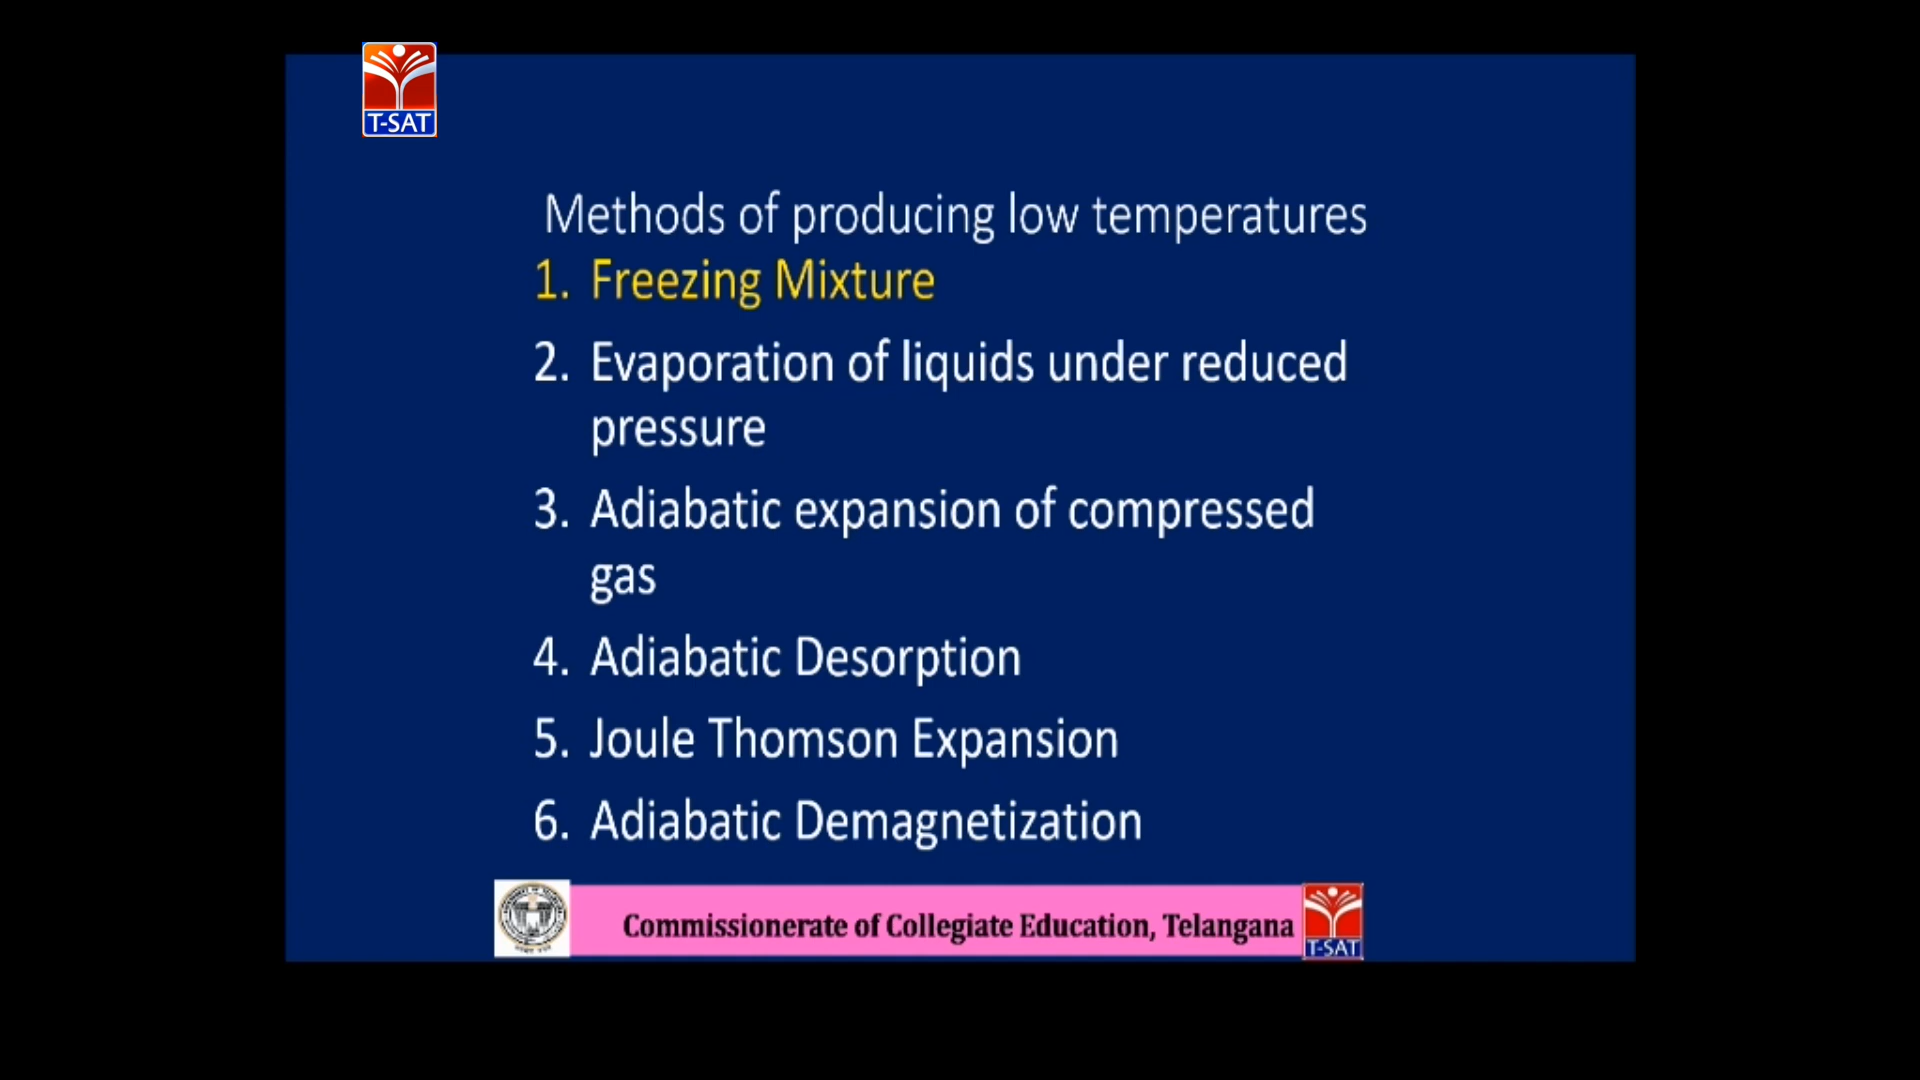 T-SAT
Methods of producing low temperatures
1. Freezing Mixture
2. Evaporation of liquids under reduced
pressure
3. Adiabatic expansion of compressed
gas
4. Adiabatic Desorption
5. Joule Thomson Expansion
6. Adiabatic Demagnetization
Commissionerate of Collegiate Education, Telangana
T-SAT